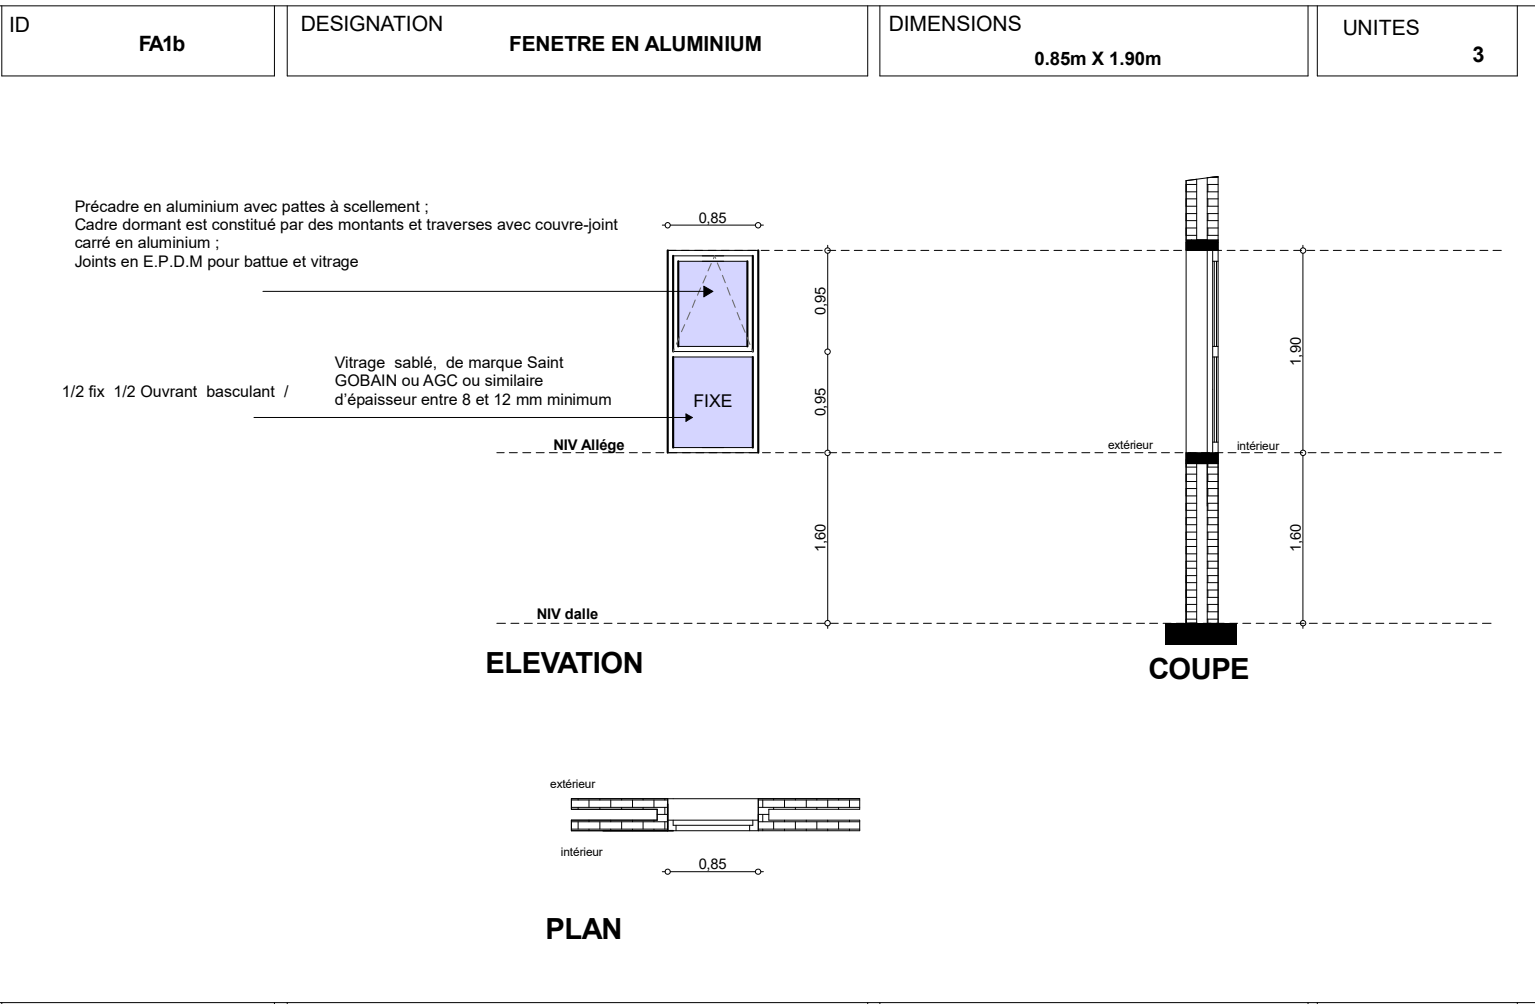 ID
FA1b
DESIGNATION
FENETRE EN ALUMINIUM
DIMENSIONS
0.85m X 1.90m
UNITES
3
Précadre en aluminium avec pattes à scellement ;
Cadre dormant est constitué par des montants et traverses avec couvre-joint
carré en aluminium ;
Joints en E.P.D.M pour battue et vitrage
0,85
0,95
1,90
Vitrage sablé, de marque Saint
GOBAIN ou AGC ou similaire
d'épaisseur entre 8 et 12 mm minimum
1/2 fix 1/2 Ouvrant basculant /
FIXE
0,95
NIV Allége
extérieur
intérieur
1,60
1,60
NIV dalle
ELEVATION
COUPE
extérieur
intérieur
0,85
PLAN